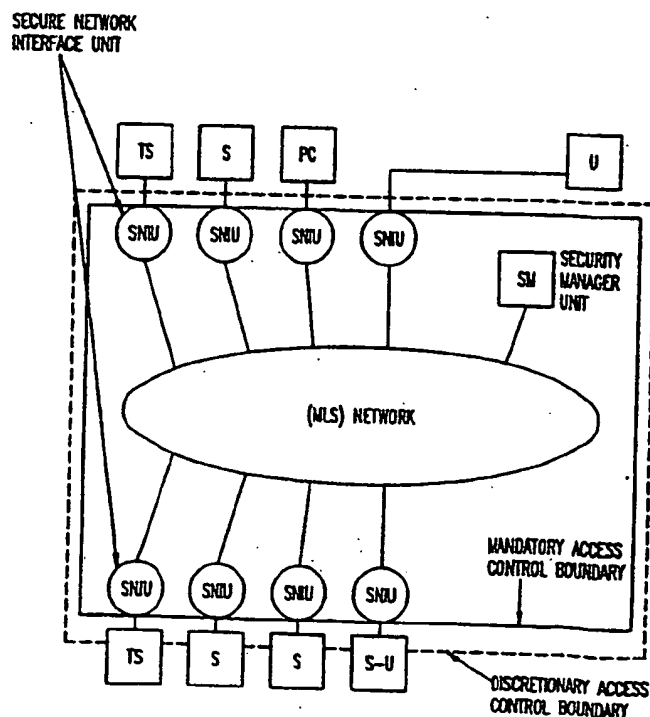 SECURE NETWORK
INTERFACE UNIT
TS
S
PC
U
SNIU
SNIU
SNIU
SNIU
SM
SECURITY
MANAGER
UNIT
(MLS) NETWORK
MANDATORY ACCESS
CONTROL BOUNDARY
SNIU
SNIU
SNIU
SNIU
TS
S
S
S-U
DISCRETIONARY ACCESS
CONTROL BOUNDARY